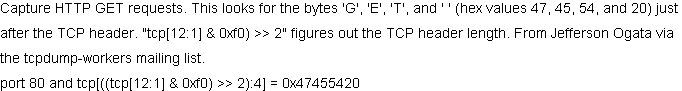 Capture HTTP GET requests. This looks for the bytes 'G', 'E', 'T', and ' ' (hex values 47, 45, 54, and 20) just
after the TCP header. "tcp[12:1] & 0xf0) >> 2" figures out the TCP header length. From Jefferson Ogata via
the tcpdump-workers mailing list.
port 80 and tcp[((tcp[12:1] & 0xf0) >> 2):4] = 0x47455420